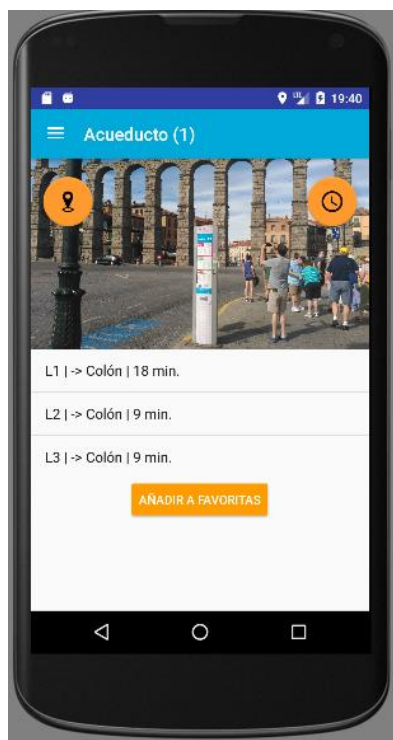 19:40
Acueducto (1)
L1 | -> Colón | 18 min.
L2 | -> Colón | 9 min.
L3 | -> Colón | 9 min.
AÑADIR A FAVORITAS